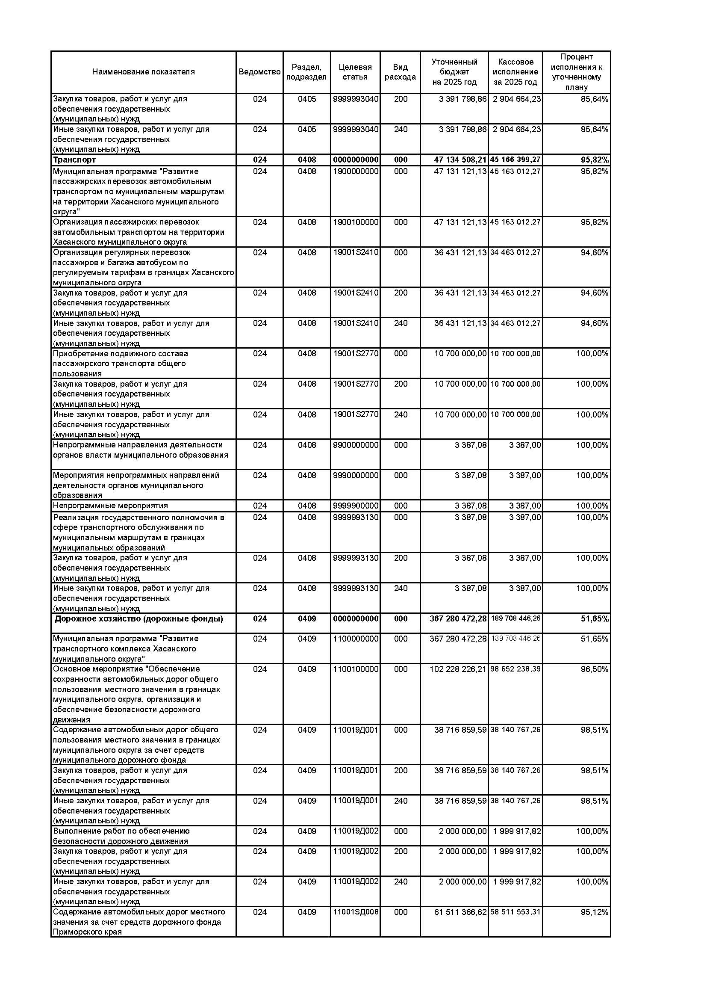 Наименование показателя
Ведомство
Раздел,
подраздел
Целевая
статья
Вид
расхода
Уточненный
бюджет
на 2025 год
Кассовое
исполнение
за 2025 год
Процент
исполнения к
уточненному
плану
Закупка товаров, работ и услуг для 024 0405 9999993040 200 3 391 798,86 2 904 664,23 85,64%
обеспечения государственных
(муниципальных) нужд
Иные закупки товаров, работ и услуг для 024 0405 9999993040 240 3 391 798,86 2 904 664,23 85,64%
обеспечения государственных
(муниципальных) нужд
Транспорт 024 0408 0000000000 000 47 134 508,21 45 166 399,27 95,82%
Муниципальная программа "Развитие 024 0408 1900000000 000 47 131 121,13 45 163 012,27 95,82%
пассажирских перевозок автомобильным
транспортом по муниципальным маршрутам
на территории Хасанского муниципального
округа"
Организация пассажирских перевозок 024 0408 1900100000 000 47 131 121,13 45 163 012,27 95,82%
автомобильным транспортом на территории
Хасанского муниципального округа
Организация регулярных перевозок 024 0408 19001S2410 000 36 431 121,13 34 463 012,27 94,60%
пассажиров и багажа автобусом по
регулируемым тарифам в границах Хасанского
муниципального округа
Закупка товаров, работ и услуг для 024 0408 19001S2410 200 36 431 121,13 34 463 012,27 94,60%
обеспечения государственных
(муниципальных) нужд
Иные закупки товаров, работ и услуг для 024 0408 19001S2410 240 36 431 121,13 34 463 012,27 94,60%
обеспечения государственных
(муниципальных) нужд
Приобретение подвижного состава 024 0408 19001S2770 000 10 700 000,00 10 700 000,00 100,00%
пассажирского транспорта общего
пользования
Закупка товаров, работ и услуг для 024 0408 19001S2770 200 10 700 000,00 10 700 000,00 100,00%
обеспечения государственных
(муниципальных) нужд
Иные закупки товаров, работ и услуг для 024 0408 19001S2770 240 10 700 000,00 10 700 000,00 100,00%
обеспечения государственных
(муниципальных) нужд
Непрограммные направления деятельности 024 0408 9900000000 000 3 387,08 3 387,00 100,00%
органов власти муниципального образования
Мероприятия непрограммных направлений 024 0408 9990000000 000 3 387,08 3 387,00 100,00%
деятельности органов муниципального
образования
Непрограммные мероприятия 024 0408 9999900000 000 3 387,08 3 387,00 100,00%
Реализация государственного полномочия в 024 0408 9999993130 000 3 387,08 3 387,00 100,00%
сфере транспортного обслуживания по
муниципальным маршрутам в границах
муниципальных образований
Закупка товаров, работ и услуг для 024 0408 9999993130 200 3 387,08 3 387,00 100,00%
обеспечения государственных
(муниципальных) нужд
Иные закупки товаров, работ и услуг для 024 0408 9999993130 240 3 387,08 3 387,00 100,00%
обеспечения государственных
(муниципальных) нужд
Дорожное хозяйство (дорожные фонды) 024 0409 0000000000 000 367 280 472,28 189 708 446,26 51,65%
Муниципальная программа "Развитие 024 0409 1100000000 000 367 280 472,28 189 708 446,26 51,65%
транспортного комплекса Хасанского
муниципального округа"
Основное мероприятие "Обеспечение 024 0409 1100100000 000 102 228 226,21 98 652 238,39 96,50%
сохранности автомобильных дорог общего
пользования местного значения в границах
муниципального округа, организация и
обеспечение безопасности дорожного
движения
Содержание автомобильных дорог общего 024 0409 110019Д001 000 38 716 859,59 38 140 767,26 98,51%
пользования местного значения в границах
муниципального округа за счет средств
муниципального дорожного фонда
Закупка товаров, работ и услуг для 024 0409 110019Д001 200 38 716 859,59 38 140 767,26 98,51%
обеспечения государственных
(муниципальных) нужд
Иные закупки товаров, работ и услуг для 024 0409 110019Д001 240 38 716 859,59 38 140 767,26 98,51%
обеспечения государственных
(муниципальных) нужд
Выполнение работ по обеспечению 024 0409 110019Д002 000 2 000 000,00 1 999 917,82 100,00%
безопасности дорожного движения
Закупка товаров, работ и услуг для 024 0409 110019Д002 200 2 000 000,00 1 999 917,82 100,00%
обеспечения государственных
(муниципальных) нужд
Иные закупки товаров, работ и услуг для 024 0409 110019Д002 240 2 000 000,00 1 999 917,82 100,00%
обеспечения государственных
(муниципальных) нужд
Содержание автомобильных дорог местного 024 0409 11001SД008 000 61 511 366,62 58 511 553,31 95,12%
значения за счет средств дорожного фонда
Приморского края